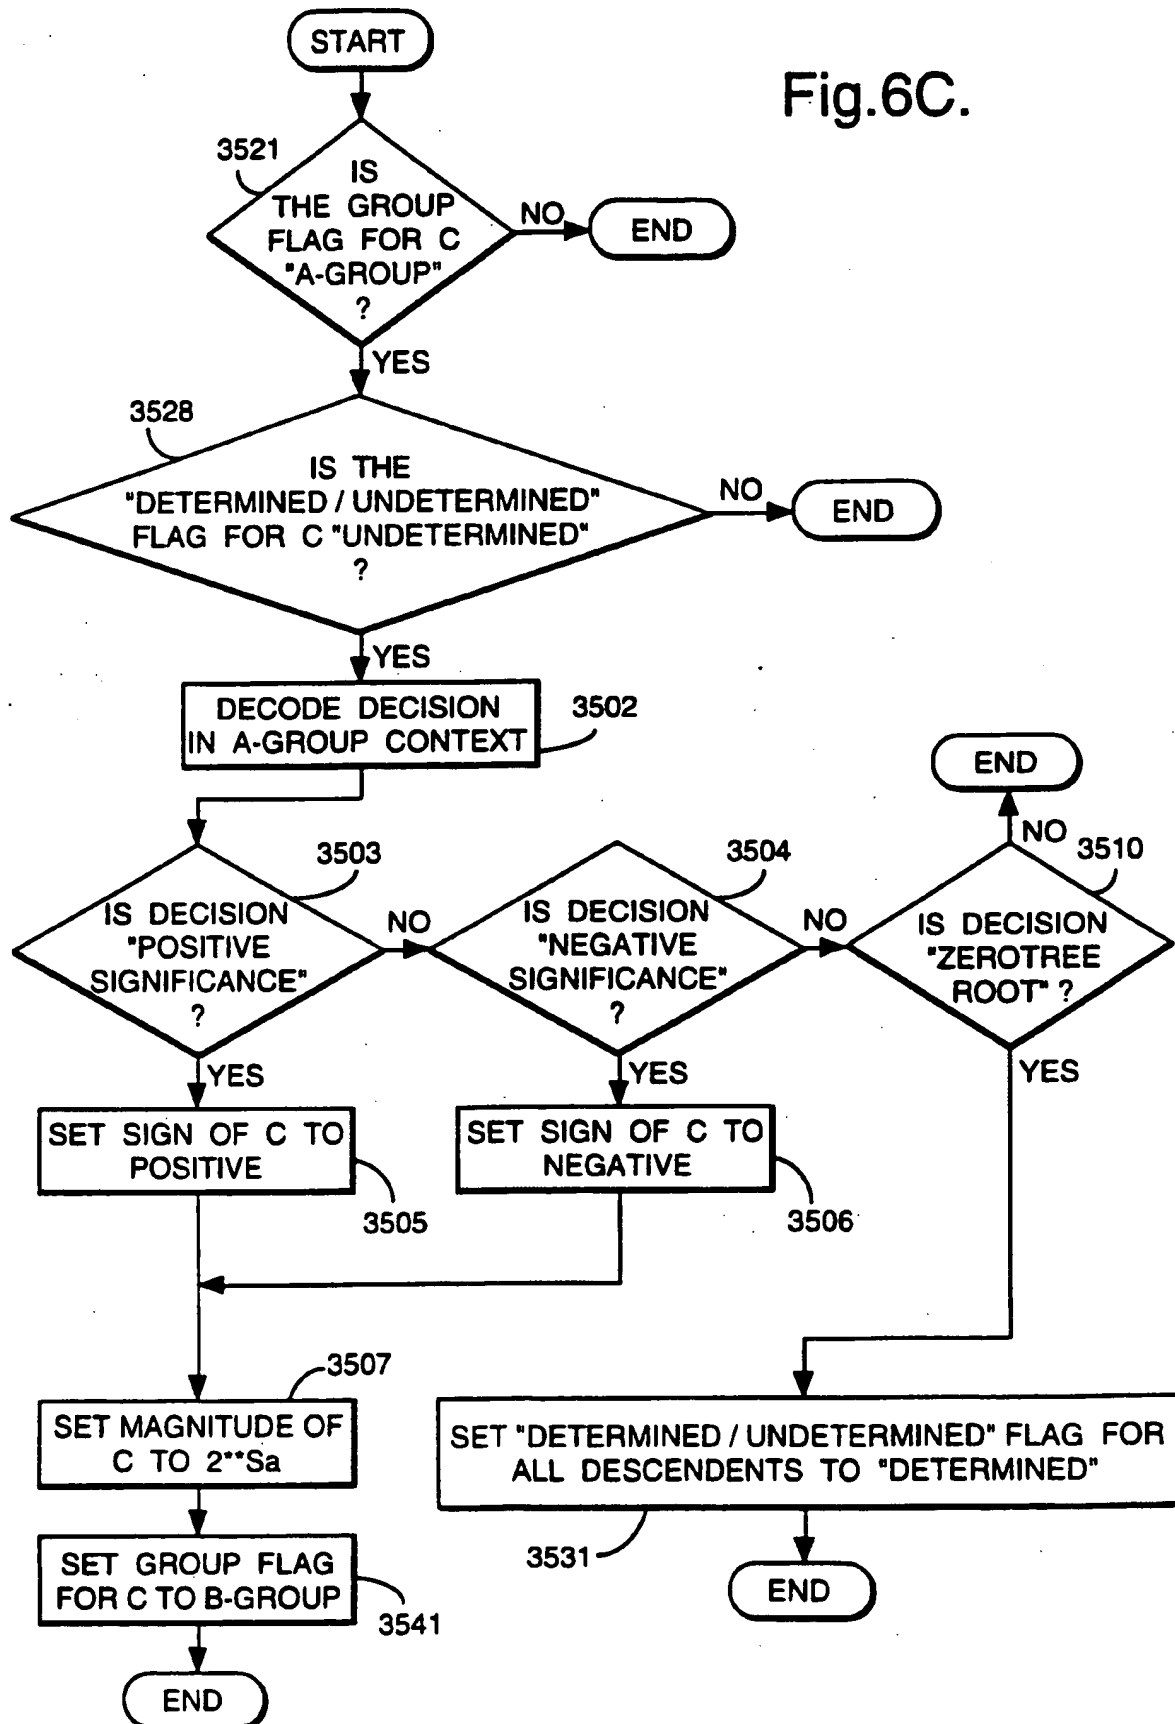 START
Fig.6C.
3521
IS
THE GROUP
FLAG FOR C
"A-GROUP"
?
NO
END
YES
3528
IS THE
"DETERMINED / UNDETERMINED"
FLAG FOR C "UNDETERMINED"
?
NO
END
YES
DECODE DECISION
IN A-GROUP CONTEXT
3502
END
NO
3503
IS DECISION
"POSITIVE
SIGNIFICANCE"
?
NO
3504
IS DECISION
"NEGATIVE
SIGNIFICANCE"
?
NO
3510
IS DECISION
"ZEROTREE
ROOT" ?
YES
YES
YES
SET SIGN OF C TO
POSITIVE
3505
SET SIGN OF C TO
NEGATIVE
3506
3507
SET MAGNITUDE OF
C TO 2**Sa
SET "DETERMINED / UNDETERMINED" FLAG FOR
ALL DESCENDENTS TO "DETERMINED"
3531
END
SET GROUP FLAG
FOR C TO B-GROUP
3541
END